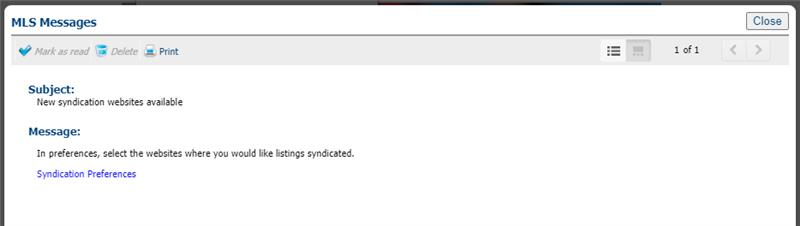 MLS Messages
Close
Mark as read Delete Print
1 of 1
Subject:
New syndication websites available
Message:
In preferences, select the websites where you would like listings syndicated.
Syndication Preferences